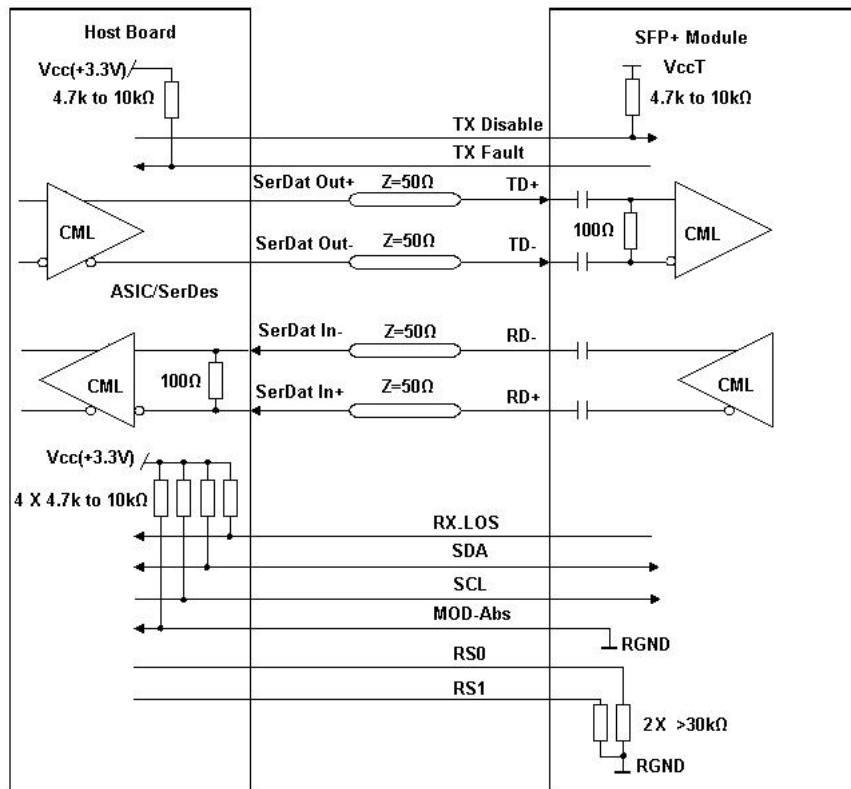 Host Board
SFP+ Module
Vcc(+3.3V)
4.7k to 10kΩ
VccT
4.7k to 10kΩ
TX Disable
TX Fault
SerDat Out+
Z=50Ω
TD+
CML
100Ω
CML
SerDat Out-
Z=50Ω
TD-
ASIC/SerDes
SerDat In-
Z=50Ω
RD-
CML
100Ω
CML
SerDat In+
Z=50Ω
RD+
Vcc(+3.3V)
4 X 4.7k to 10kΩ
RX_LOS
SDA
SCL
MOD-Abs
RGND
RS0
RS1
2X >30kΩ
RGND